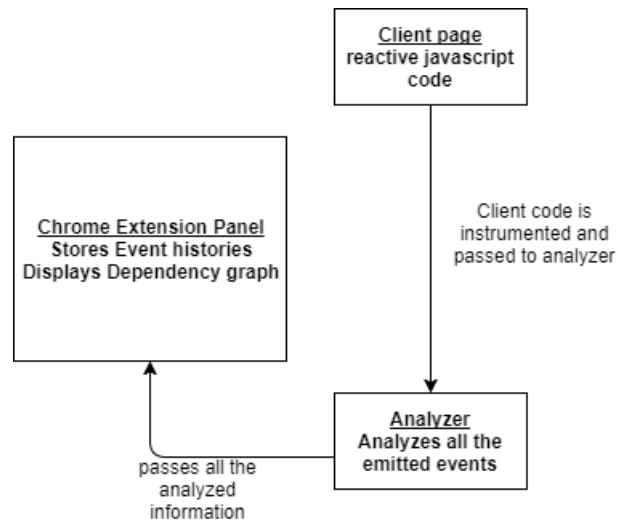 Client page
reactive javascript
code
Chrome Extension Panel
Stores Event histories
Displays Dependency graph
Client code is
instrumented and
passed to analyzer
Analyzer
Analyzes all the
emitted events
passes all the
analyzed
information